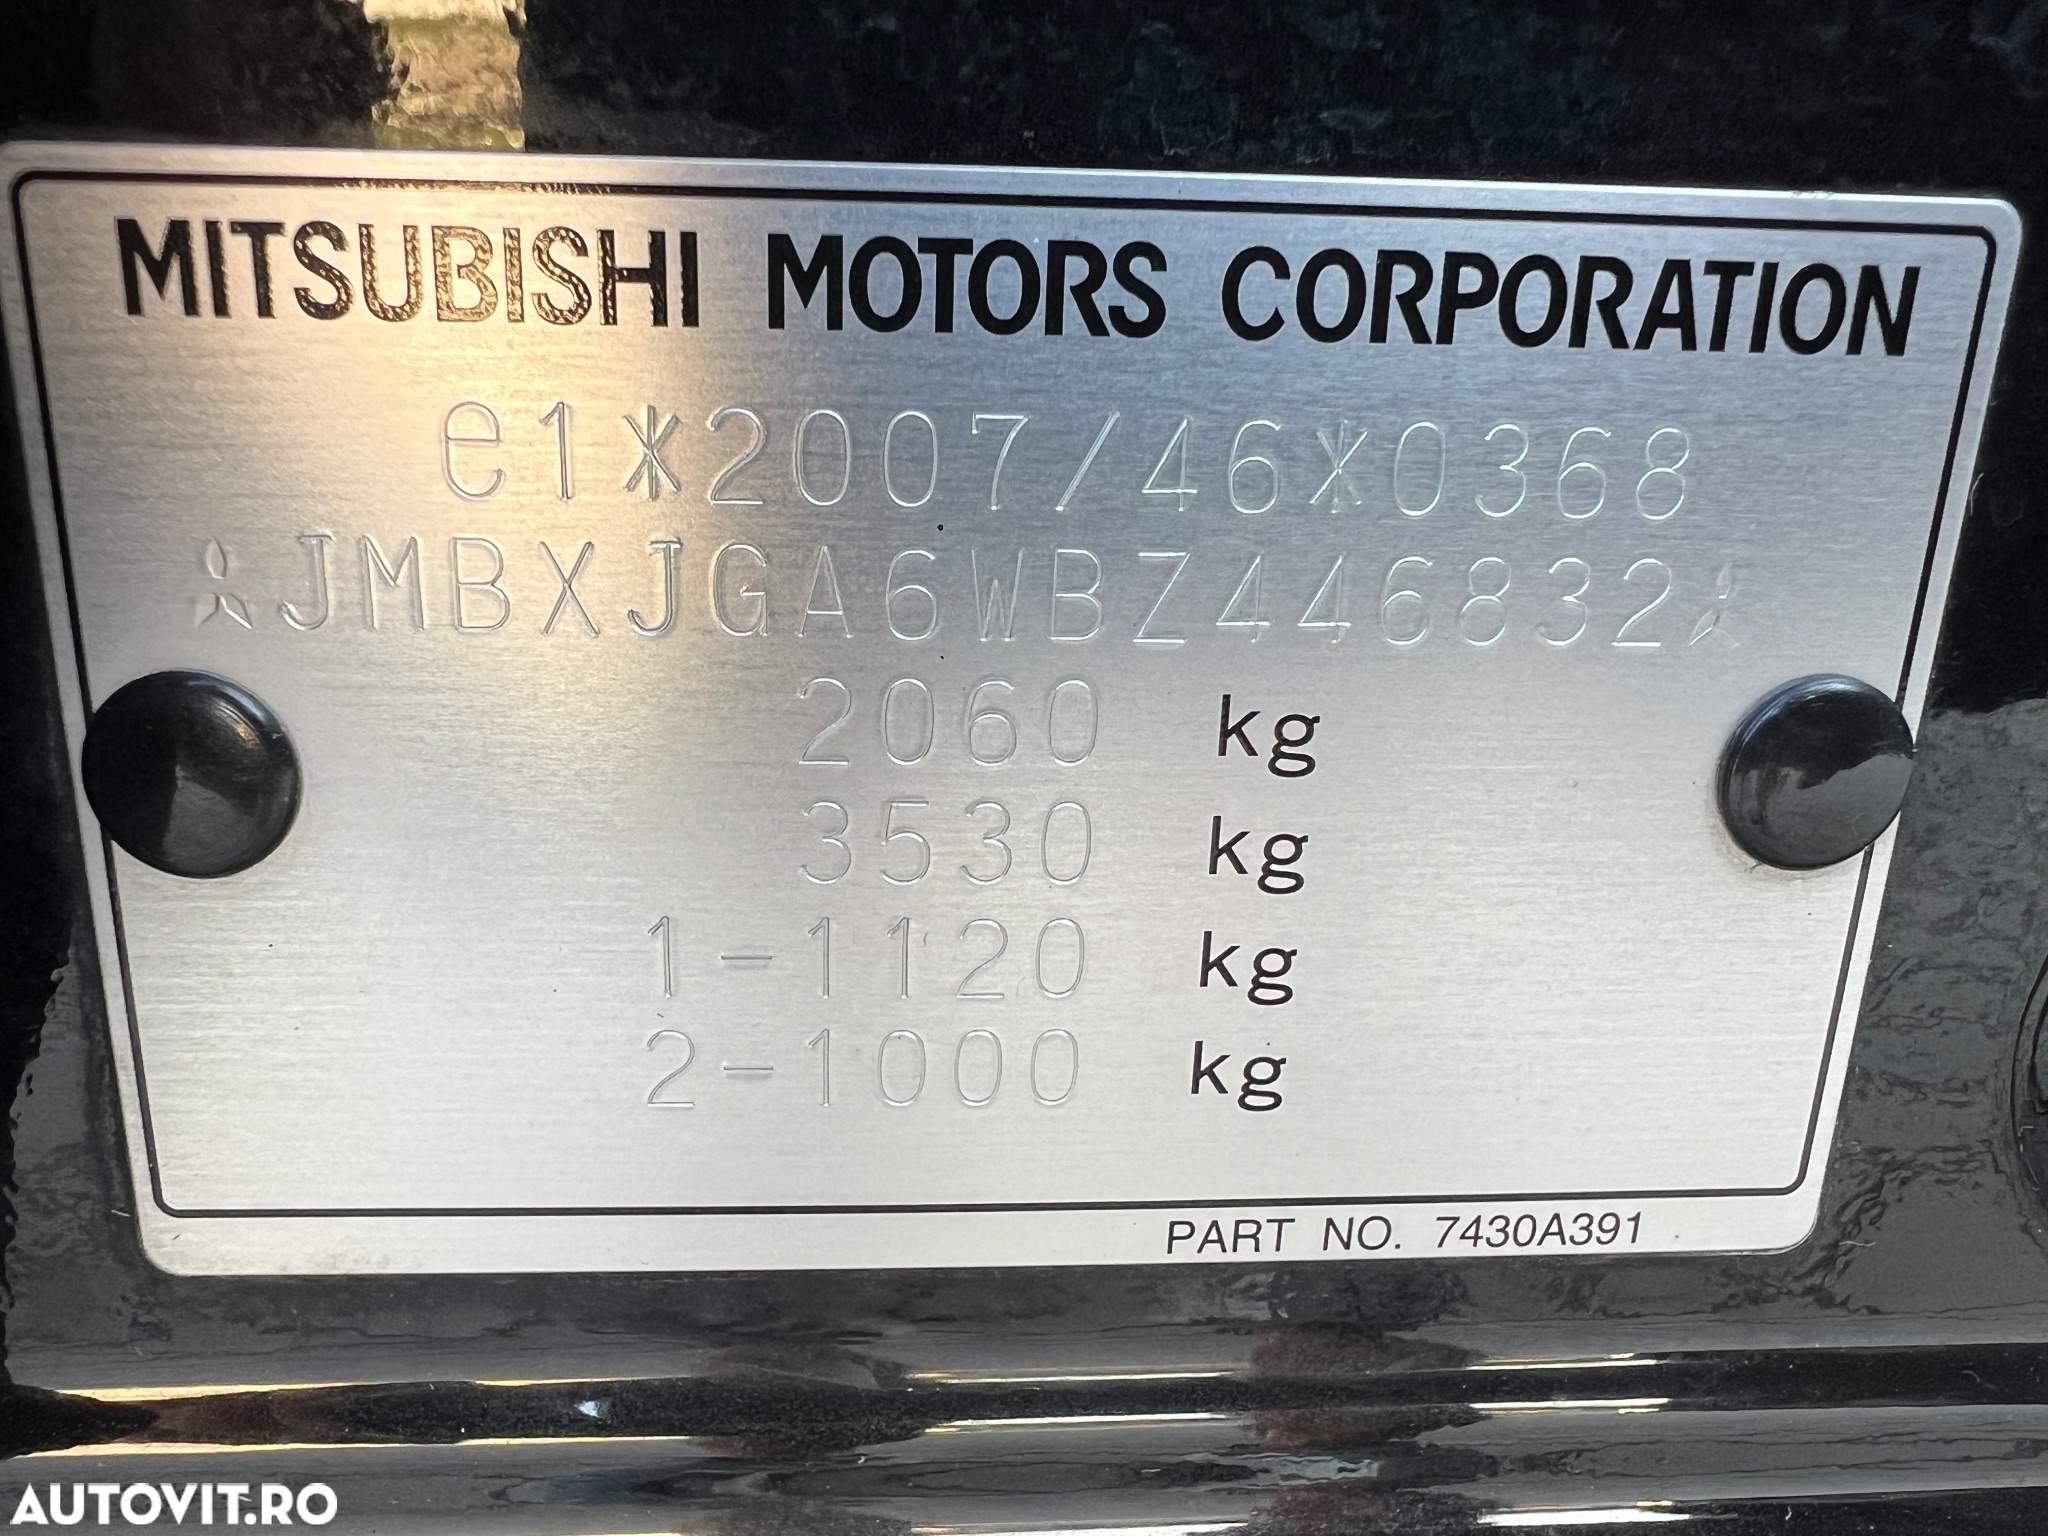 MITSUBISHI MOTORS CORPORATION
e1*2007/46*0368
JMBXJGA6WBZ446832
2060 kg
3530 kg
1-1120 kg
2-1000 kg
PART NO. 7430A391
AUTOVIT.RO